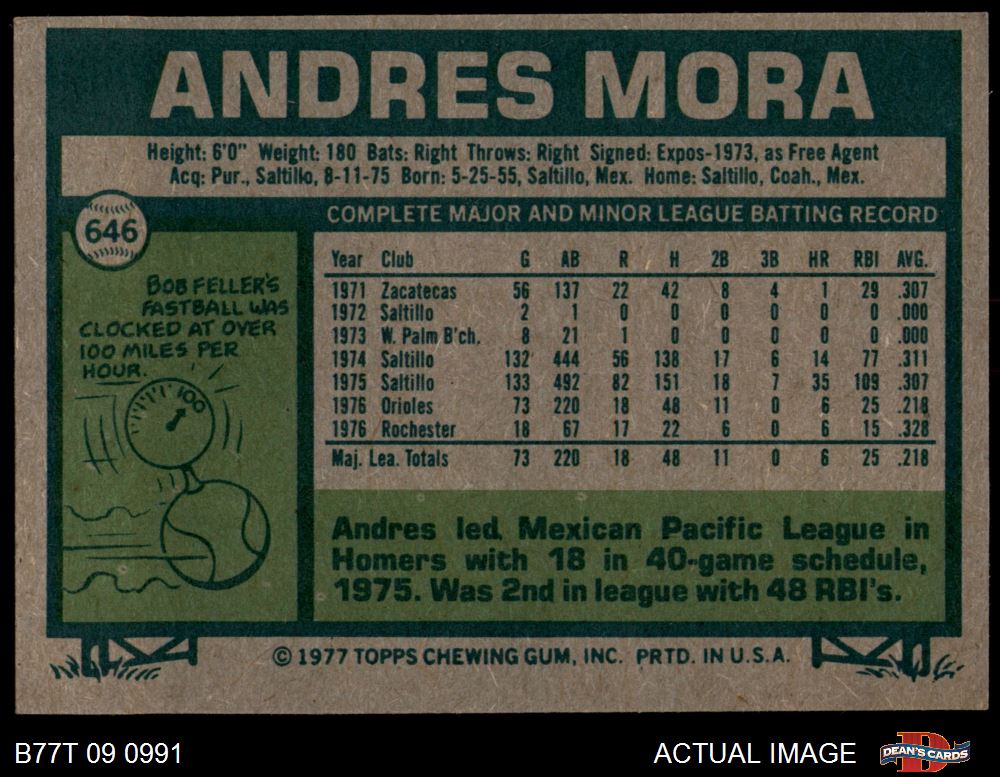 ANDRES MORA
Height: 6'0" Weight: 180 Bats: Right Throws: Right Signed: Expos-1973, as Free Agent
Acq: Pur., Saltillo, 8-11-75 Born: 5-25-55, Saltillo, Mex. Home: Saltillo, Coah., Mex.
646
BOB FELLER'S
FASTBALL WAS
CLOCKED AT OVER
100 MILES PER
HOUR.
100
COMPLETE MAJOR AND MINOR LEAGUE BATTING RECORD
Year Club G AB R H 2B 3B HR RBI AVG.
1971 Zacatecas 56 137 22 42 8 4 1 29 .307
1972 Saltillo 2 1 0 0 0 0 0 0 .000
1973 W. Palm B'ch. 8 21 1 0 0 0 0 0 .000
1974 Saltillo 132 444 56 138 17 6 14 77 .311
1975 Saltillo 133 492 82 151 18 7 35 109 .307
1976 Orioles 73 220 18 48 11 0 6 25 .218
1976 Rochester 18 67 17 22 6 0 6 15 .328
Maj. Lea. Totals 73 220 18 48 11 0 6 25 .218
Andres led Mexican Pacific League in
Homers with 18 in 40-game schedule,
1975. Was 2nd in league with 48 RBI's.
© 1977 TOPPS CHEWING GUM, INC. PRTD. IN U.S.A.
B77T 09 0991
ACTUAL IMAGE
D
DEAN'S CARDS